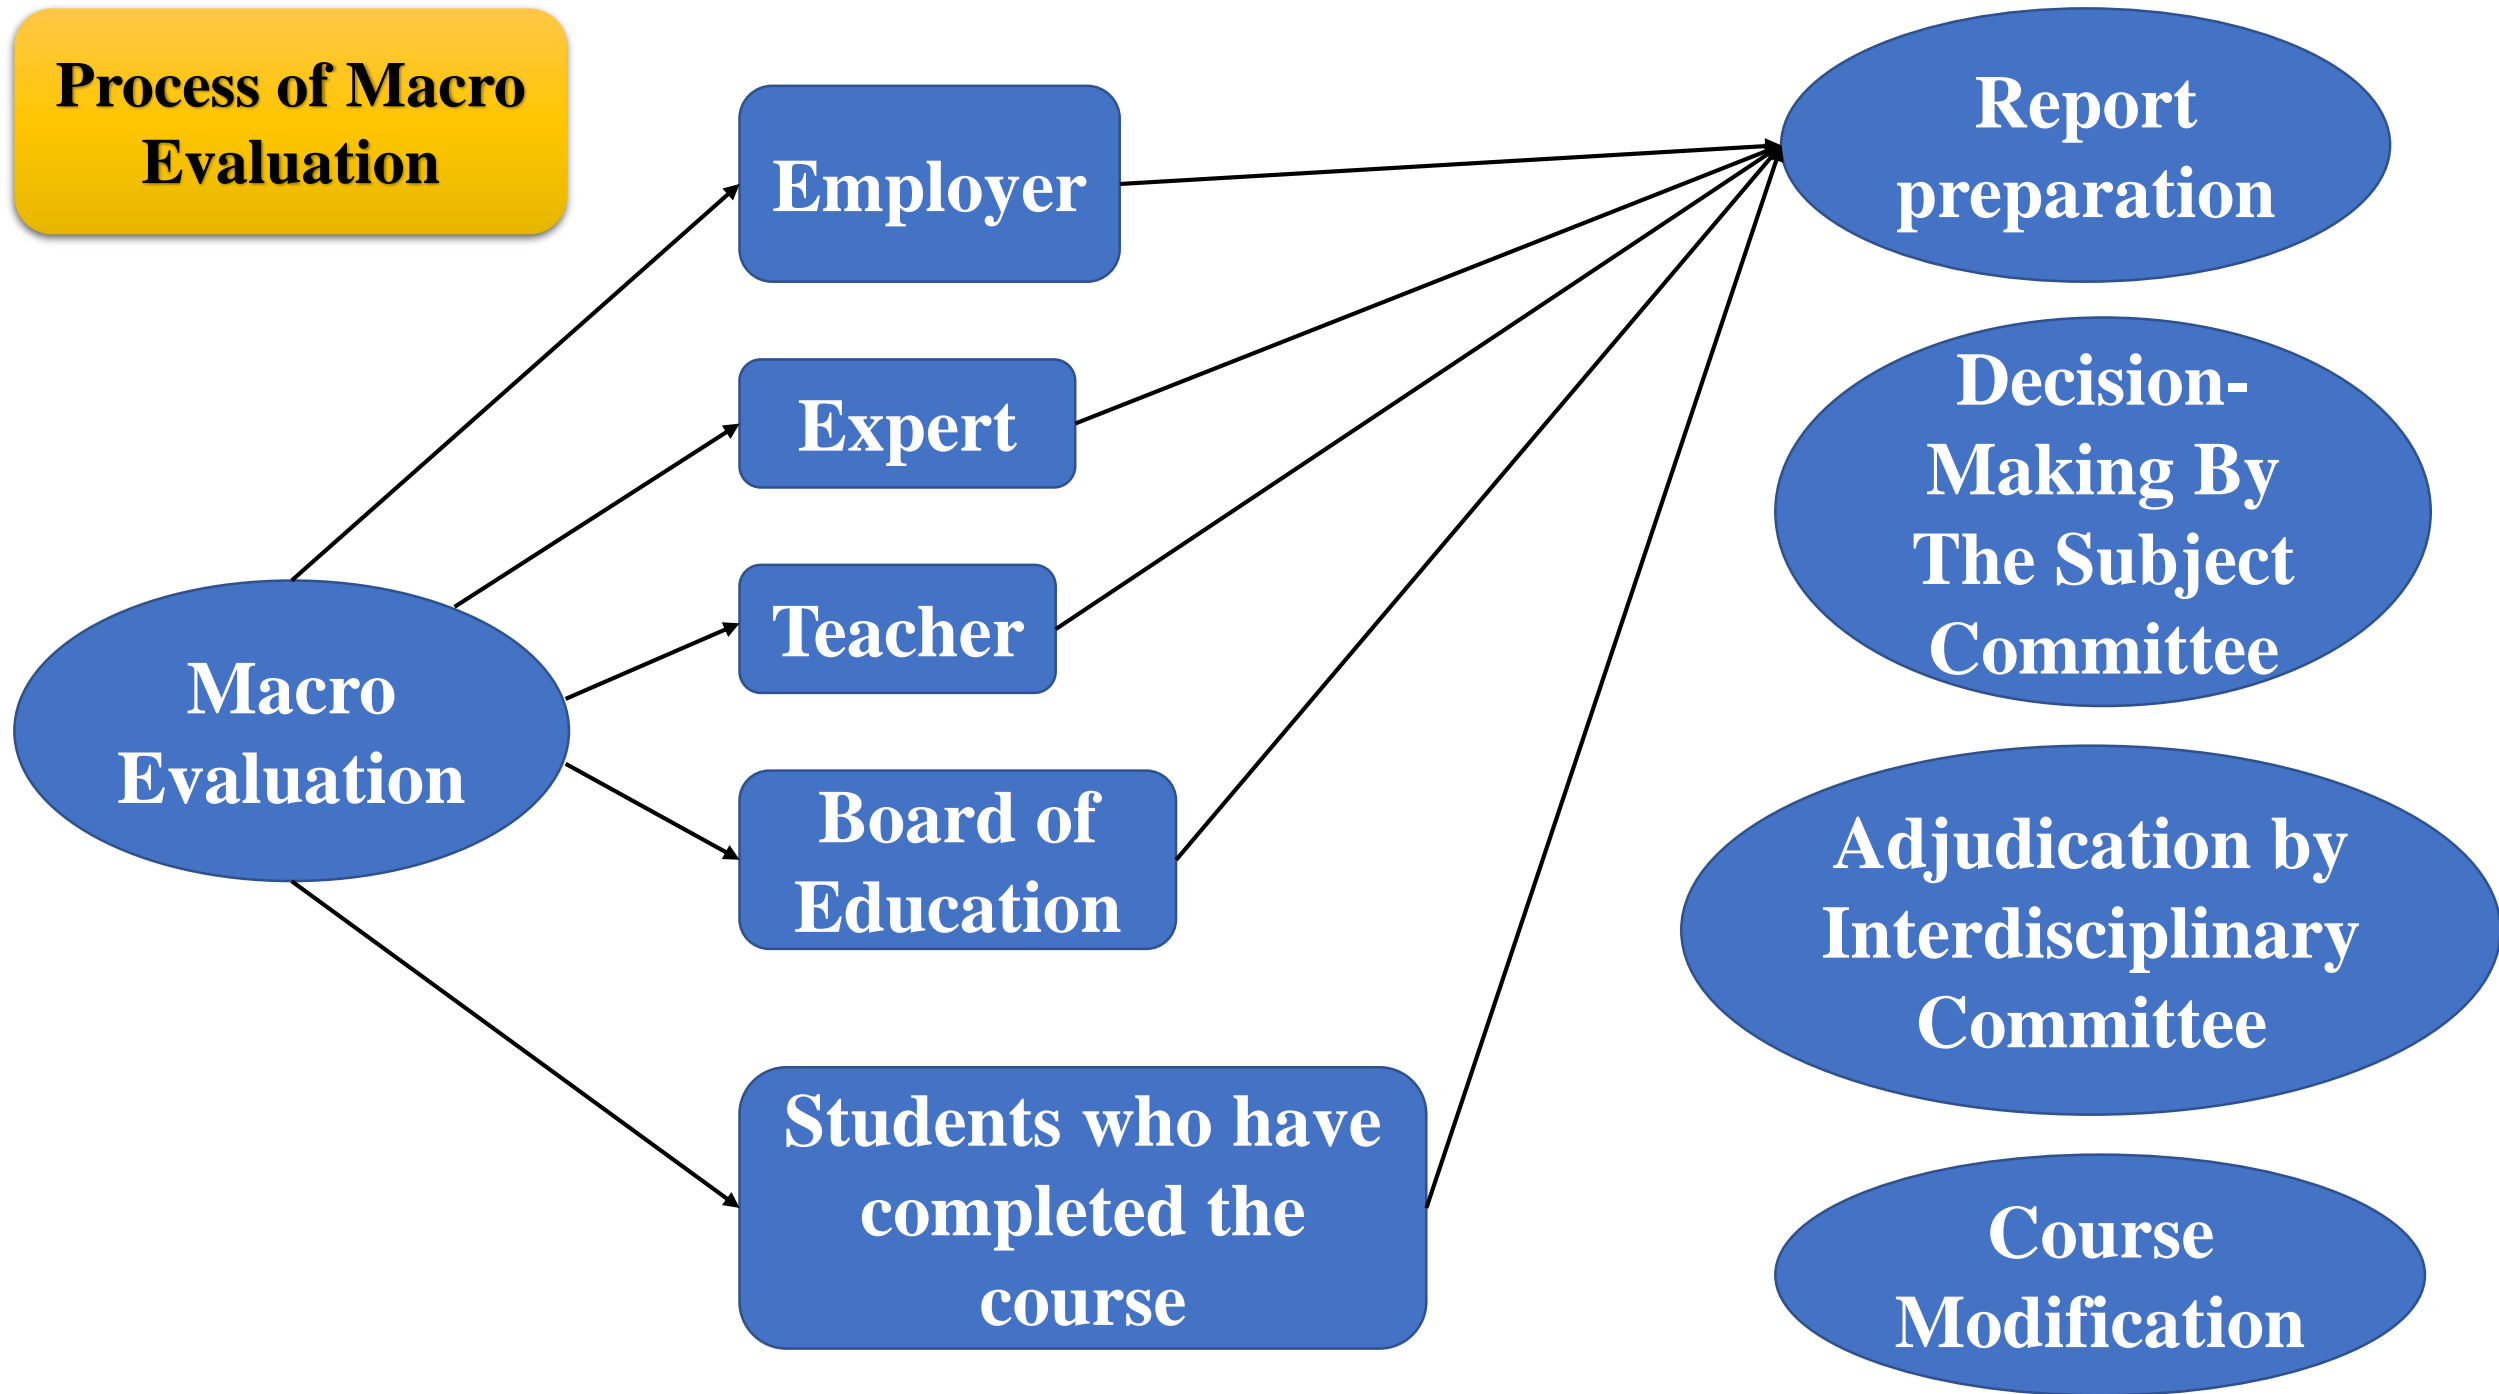 Process of Macro
Evaluation
Macro
Evaluation
Employer
Expert
Teacher
Board of
Education
Students who have
completed the
course
Report
preparation
Decision-
Making By
The Subject
Committee
Adjudication by
Interdisciplinary
Committee
Course
Modification